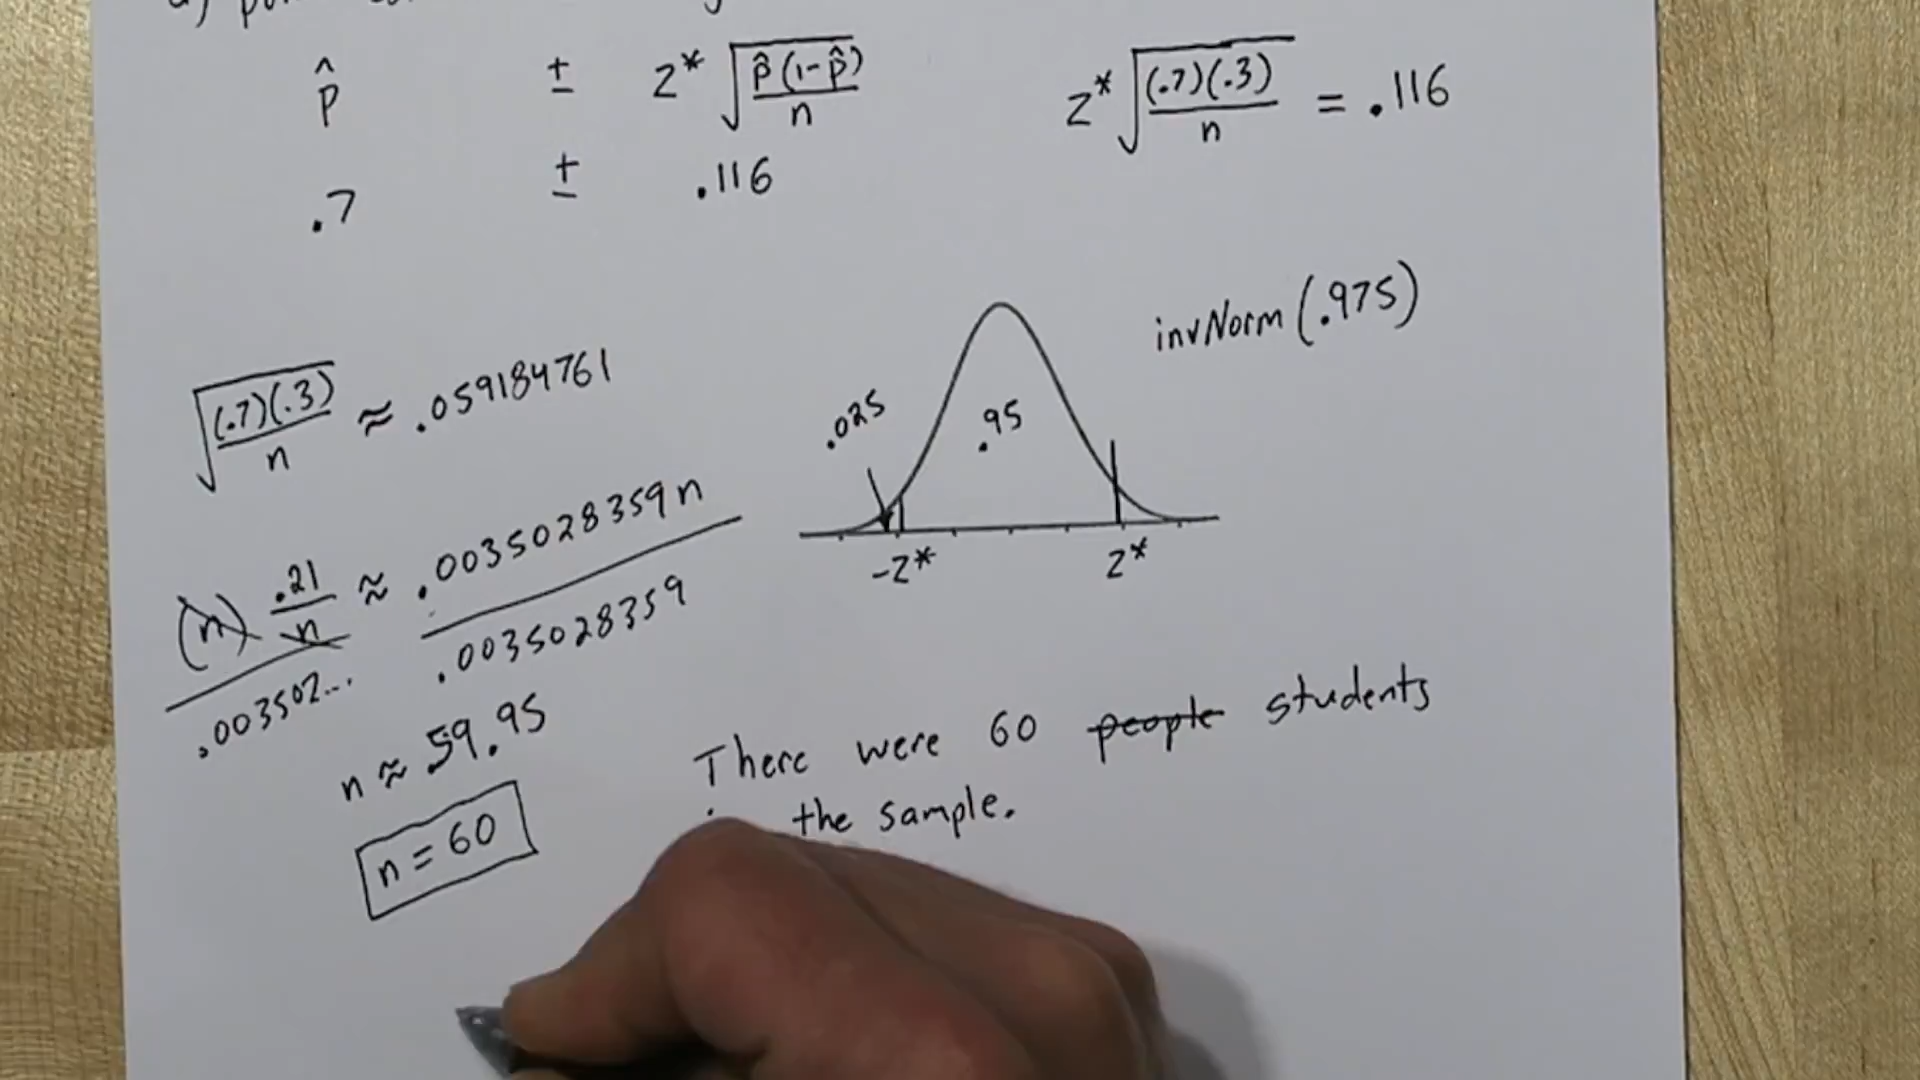 p̂ ± z* √(p̂(1-p̂)/n)
z* √((.7)(.3)/n) = .116
.7 ± .116
invNorm(.975)
√((.7)(.3)/n) ≈ .059184761
.025
.95
-z* z*
(n) .21/n ≈ .0035028359n
.003502... .0035028359
n ≈ 59.95
n = 60
There were 60 people students
the sample.